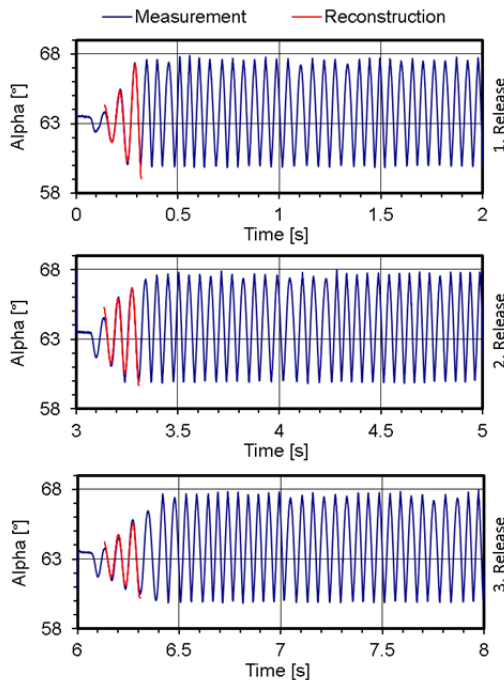 Measurement Reconstruction
68
63
58
Alpha [°]
0 0.5 1 1.5 2
Time [s]
1. Release
68
63
58
Alpha [°]
3 3.5 4 4.5 5
Time [s]
2. Release
68
63
58
Alpha [°]
6 6.5 7 7.5 8
Time [s]
3. Release